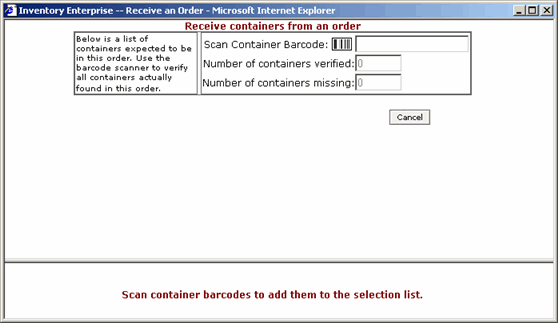 Inventory Enterprise -- Receive an Order - Microsoft Internet Explorer
Receive containers from an order
Below is a list of
containers expected to be
in this order. Use the
barcode scanner to verify
all containers actually
found in this order.
Scan Container Barcode:
Number of containers verified: 0
Number of containers missing: 0
Cancel
Scan container barcodes to add them to the selection list.